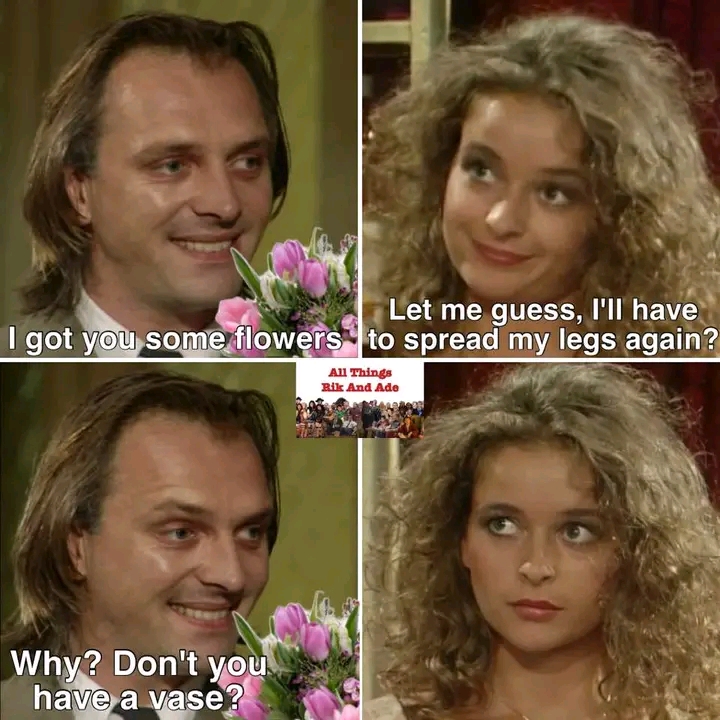 I got you some flowers
Let me guess, I'll have
to spread my legs again?
All Things
Rik And Ade
Why? Don't you
have a vase?